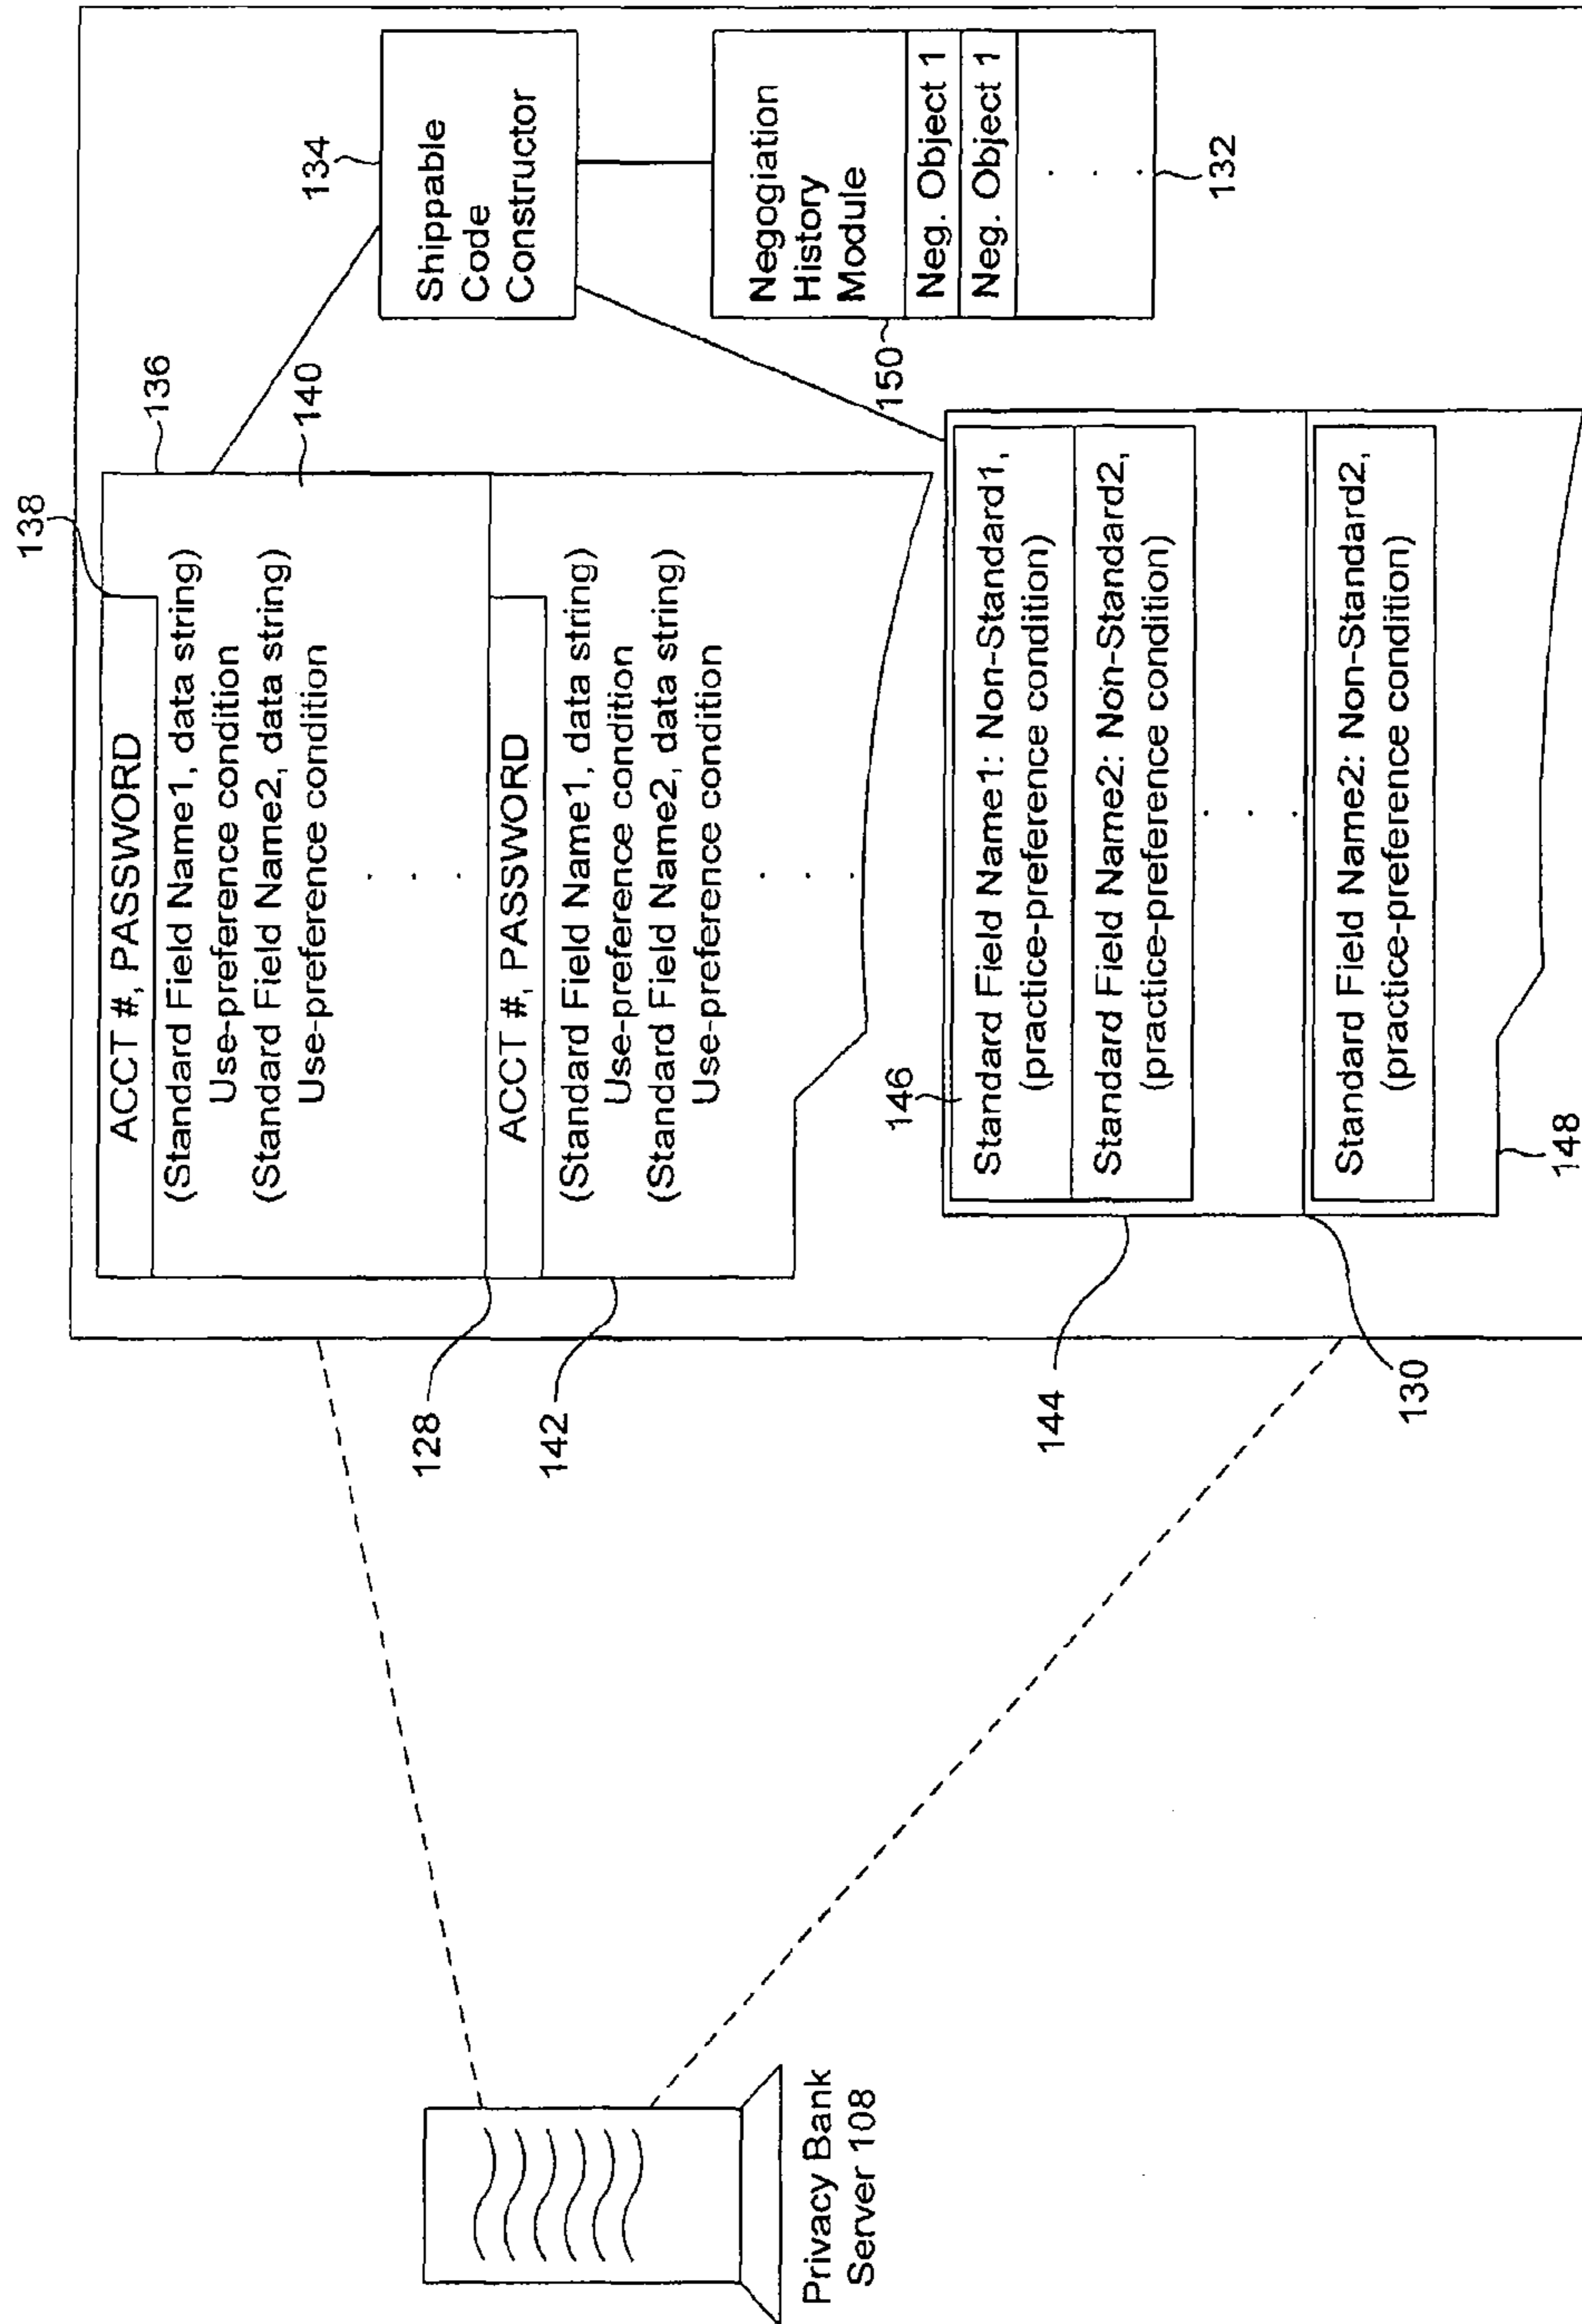 138
136
140
ACCT #, PASSWORD
(Standard Field Name1, data string)
Use-preference condition
(Standard Field Name2, data string)
Use-preference condition
. . .
128
ACCT #, PASSWORD
(Standard Field Name1, data string)
Use-preference condition
(Standard Field Name2, data string)
Use-preference condition
. . .
142
134
Shippable
Code
Constructor
150
Negogiation
History
Module
Neg. Object 1
Neg. Object 1
. . .
132
146
Standard Field Name1: Non-Standard1,
(practice-preference condition)
Standard Field Name2: Non-Standard2,
(practice-preference condition)
. . .
144
130
Standard Field Name2: Non-Standard2,
(practice-preference condition)
148
Privacy Bank
Server 108